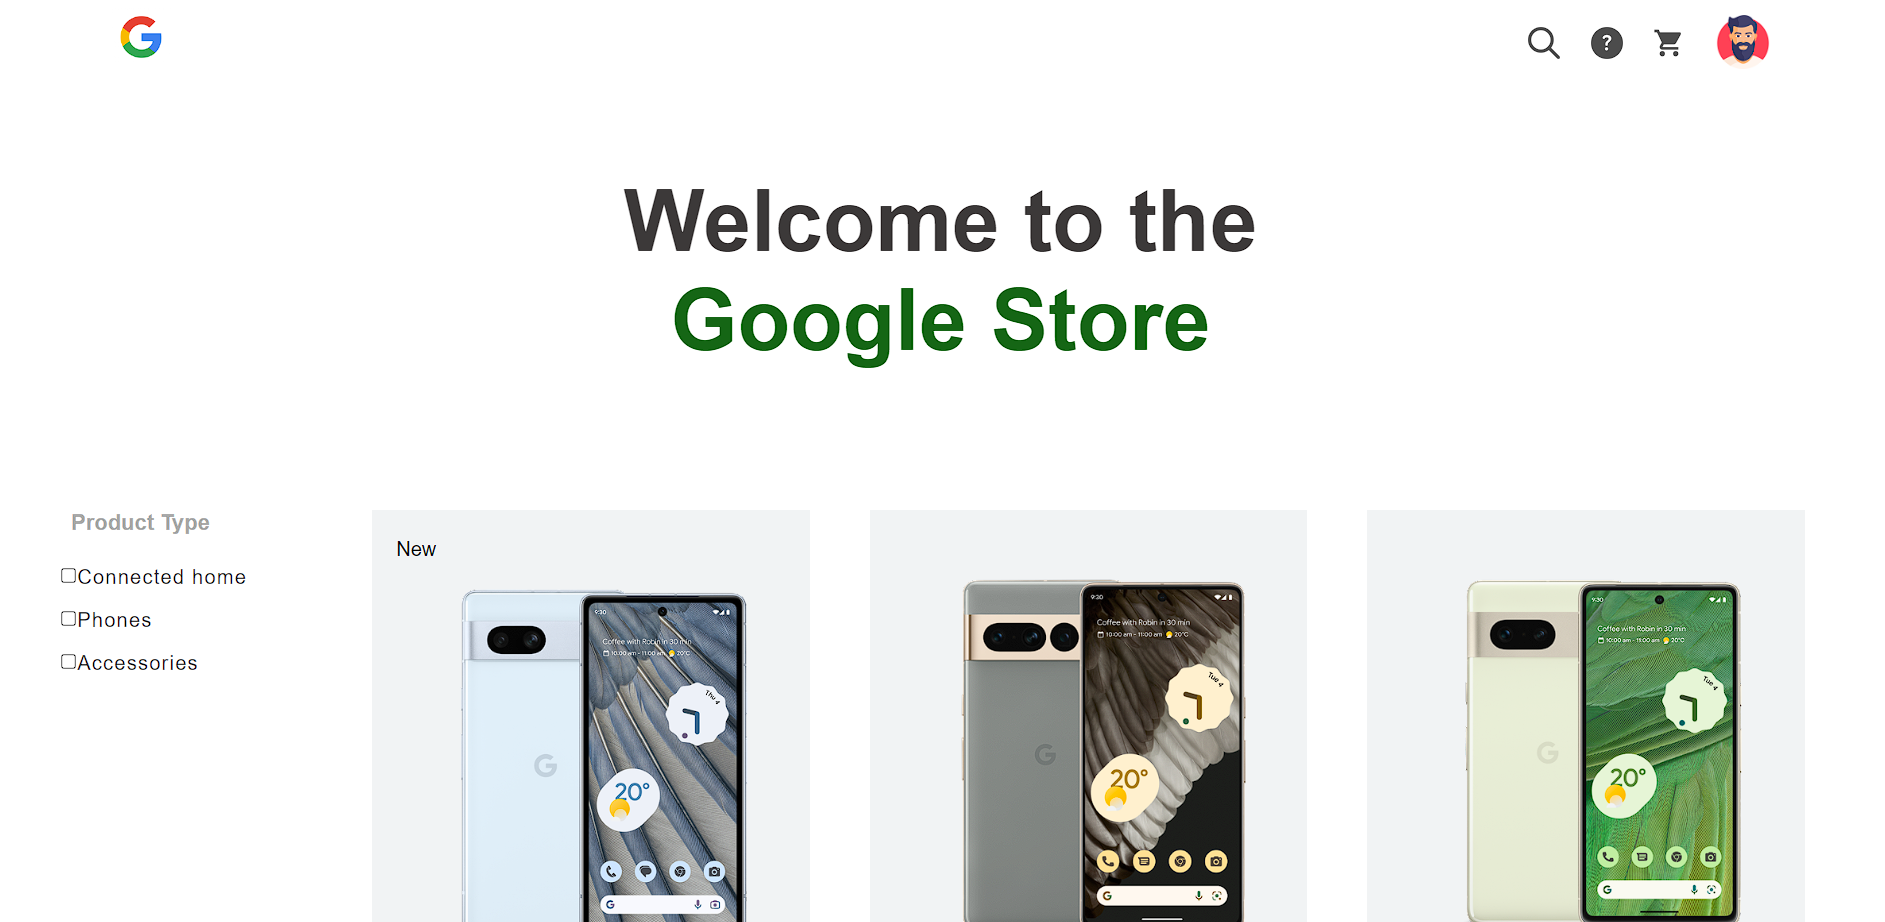 G
?
Welcome to the
Google Store
Product Type
Connected home
Phones
Accessories
New
9:30
Coffee with Robin in 30 min
10:00 am - 11:00 am 20°C
Thu 4
20°
G
G
9:30
Coffee with Robin in 30 min
10:00 am - 11:00 am 20°C
Tue 4
20°
G
G
9:30
Coffee with Robin in 30 min
10:00 am - 11:00 am 20°C
Tue 4
20°
G
G